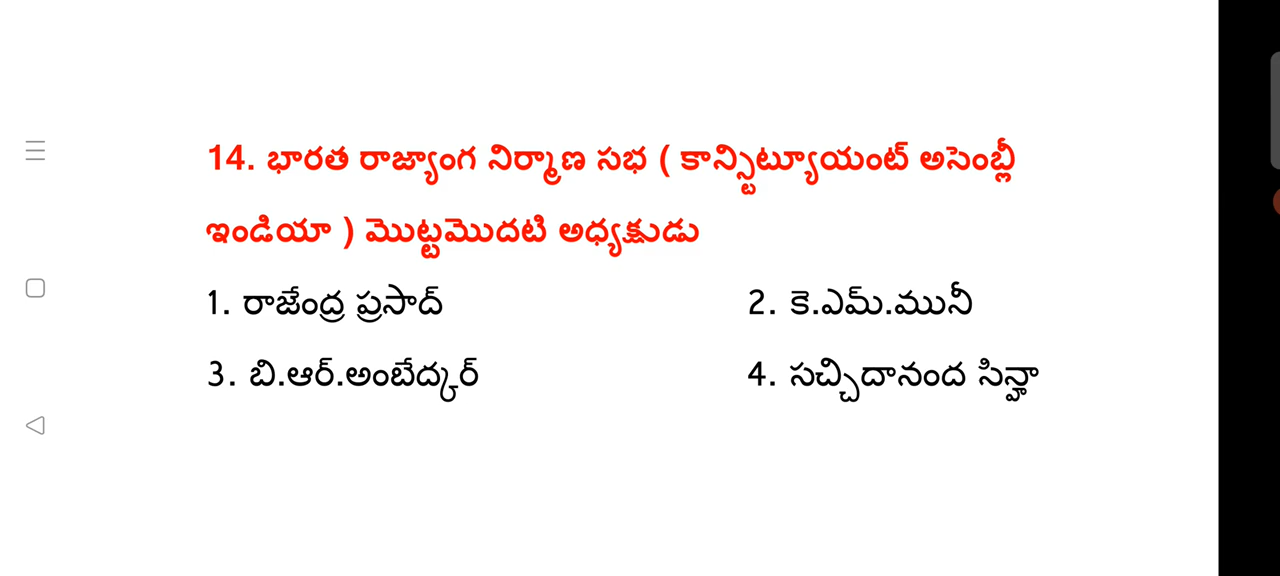 14. భారత రాజ్యాంగ నిర్మాణ సభ ( కాన్స్టిట్యూయంట్ అసెంబ్లీ
ఇండియా ) మొట్టమొదటి అధ్యక్షుడు
1. రాజేంద్ర ప్రసాద్ 2. కె.ఎమ్.మునీ
3. బి.ఆర్.అంబేద్కర్ 4. సచ్చిదానంద సిన్హా